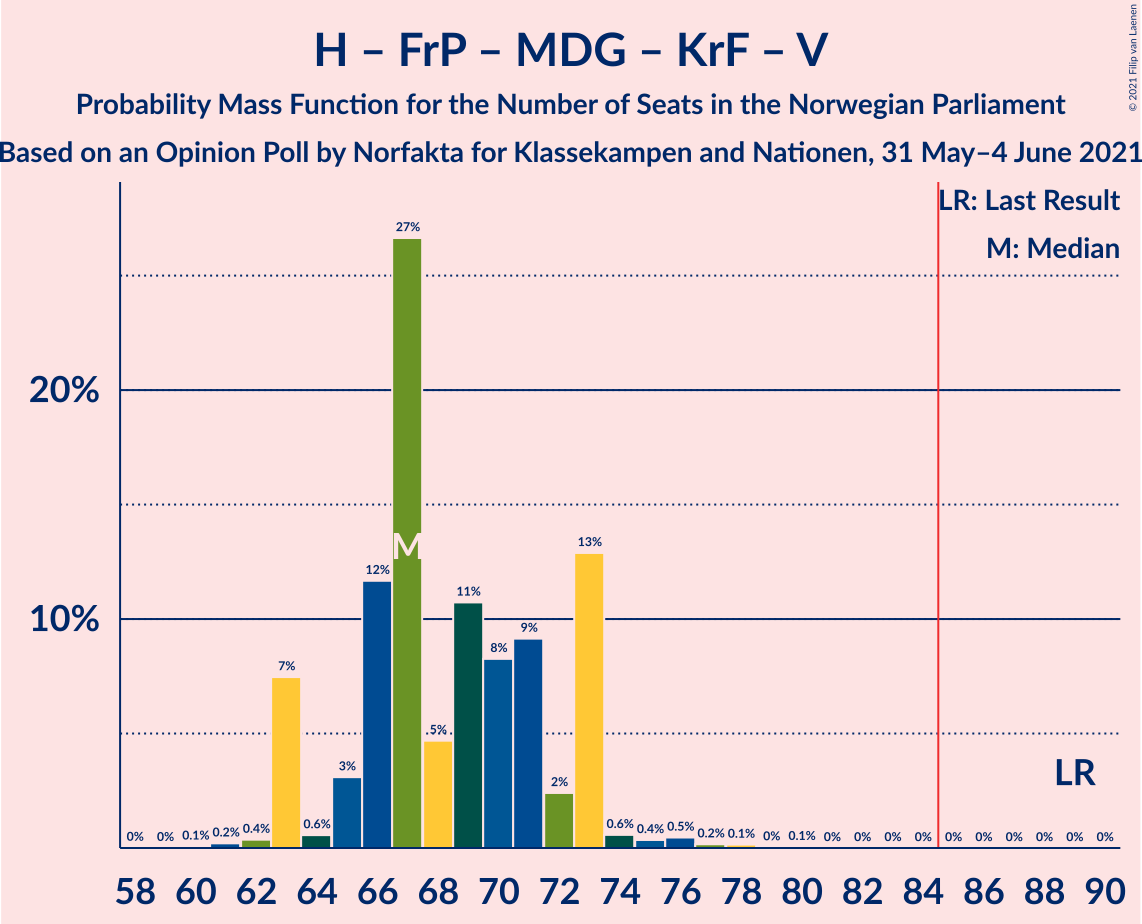 H – FrP – MDG – KrF – V
Probability Mass Function for the Number of Seats in the Norwegian Parliament
Based on an Opinion Poll by Norfakta for Klassekampen and Nationen, 31 May–4 June 2021
© 2021 Filip van Laenen
LR: Last Result
M: Median
27%
20%
13%
M
12%
11%
10%
9%
8%
7%
5%
3%
2%
LR
0% 0% 0.1% 0.2% 0.4% 0.6% 0.6% 0.4% 0.5% 0.2% 0.1% 0% 0.1% 0% 0% 0% 0% 0% 0% 0% 0% 0% 0%
58 60 62 64 66 68 70 72 74 76 78 80 82 84 86 88 90